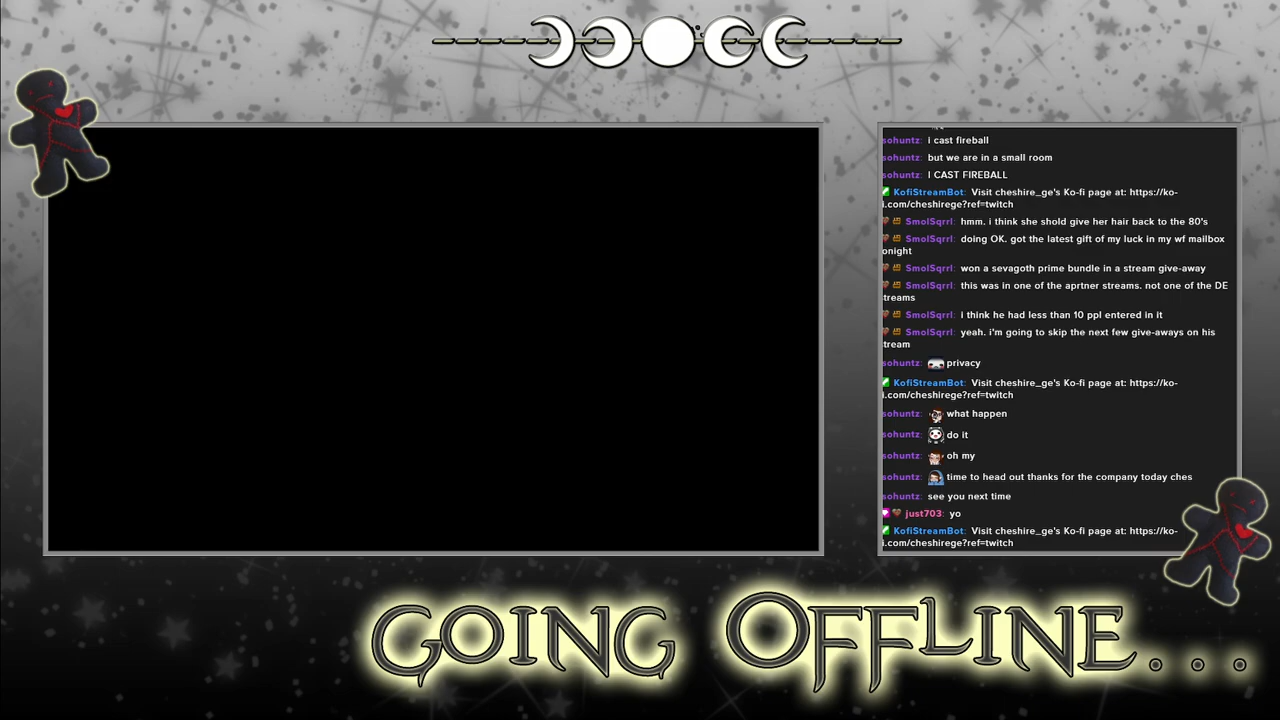 sohuntz: i cast fireball
sohuntz: but we are in a small room
sohuntz: I CAST FIREBALL
KofiStreamBot: Visit cheshire_ge's Ko-fi page at: https://ko-
i.com/cheshirege?ref=twitch
SmolSqrrl: hmm. i think she shold give her hair back to the 80's
SmolSqrrl: doing OK. got the latest gift of my luck in my wf mailbox
onight
SmolSqrrl: won a sevagoth prime bundle in a stream give-away
SmolSqrrl: this was in one of the aprtner streams. not one of the DE
treams
SmolSqrrl: i think he had less than 10 ppl entered in it
SmolSqrrl: yeah. i'm going to skip the next few give-aways on his
tream
sohuntz: privacy
KofiStreamBot: Visit cheshire_ge's Ko-fi page at: https://ko-
i.com/cheshirege?ref=twitch
sohuntz: what happen
sohuntz: do it
sohuntz: oh my
sohuntz: time to head out thanks for the company today ches
sohuntz: see you next time
just703: yo
KofiStreamBot: Visit cheshire_ge's Ko-fi page at: https://ko-
i.com/cheshirege?ref=twitch
GOING OFFLINE...